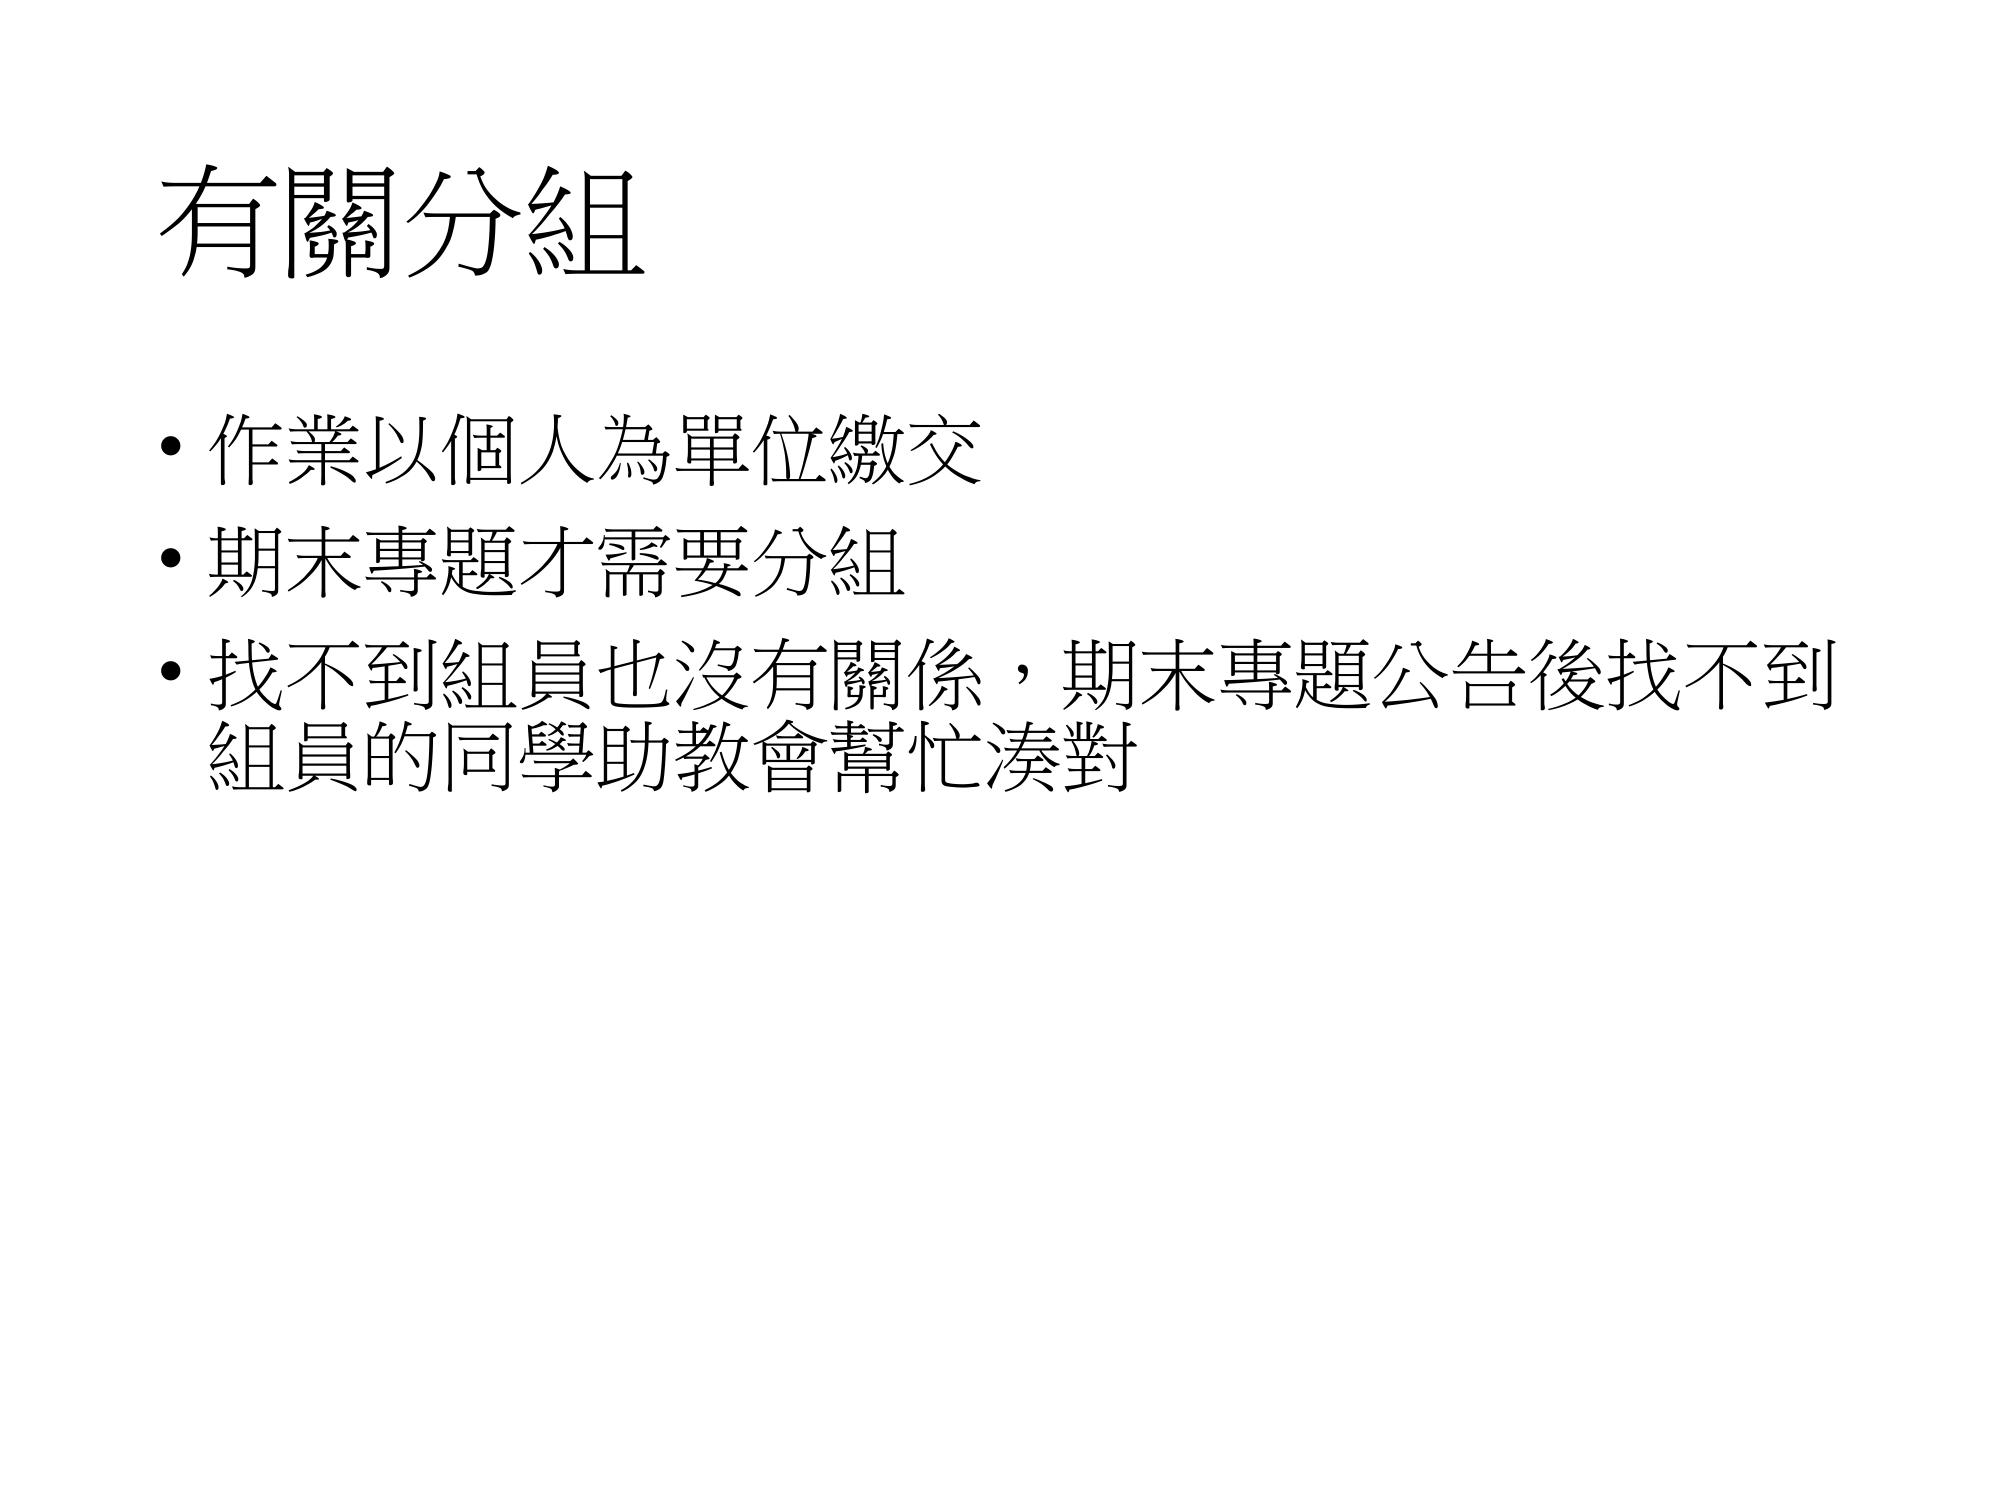 有關分組
• 作業以個人為單位繳交
• 期末專題才需要分組
• 找不到組員也沒有關係，期末專題公告後找不到
組員的同學助教會幫忙湊對